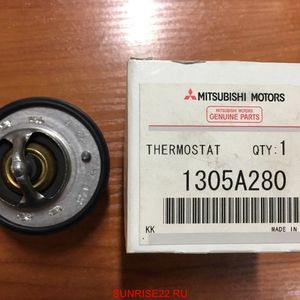 MITSUBISHI MOTORS
MITSUBISHI MOTORS
GENUINE PARTS
THERMOSTAT QTY:1
1305A280
KK MADE IN
SUNRISE22.RU